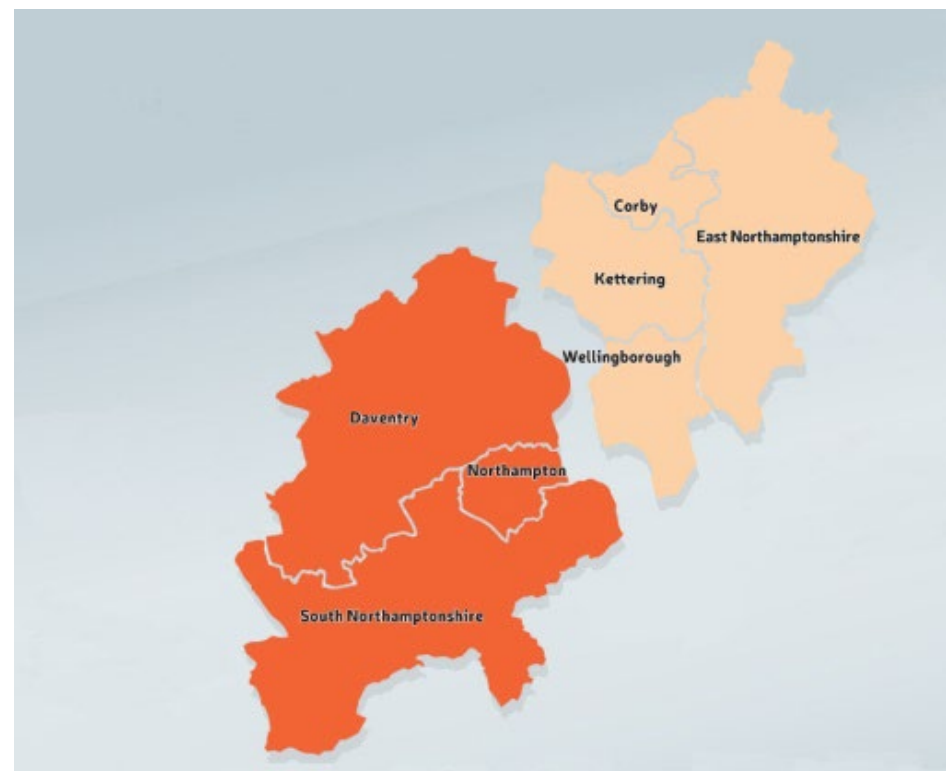 Corby
East Northamptonshire
Kettering
Wellingborough
Daventry
Northampton
South Northamptonshire